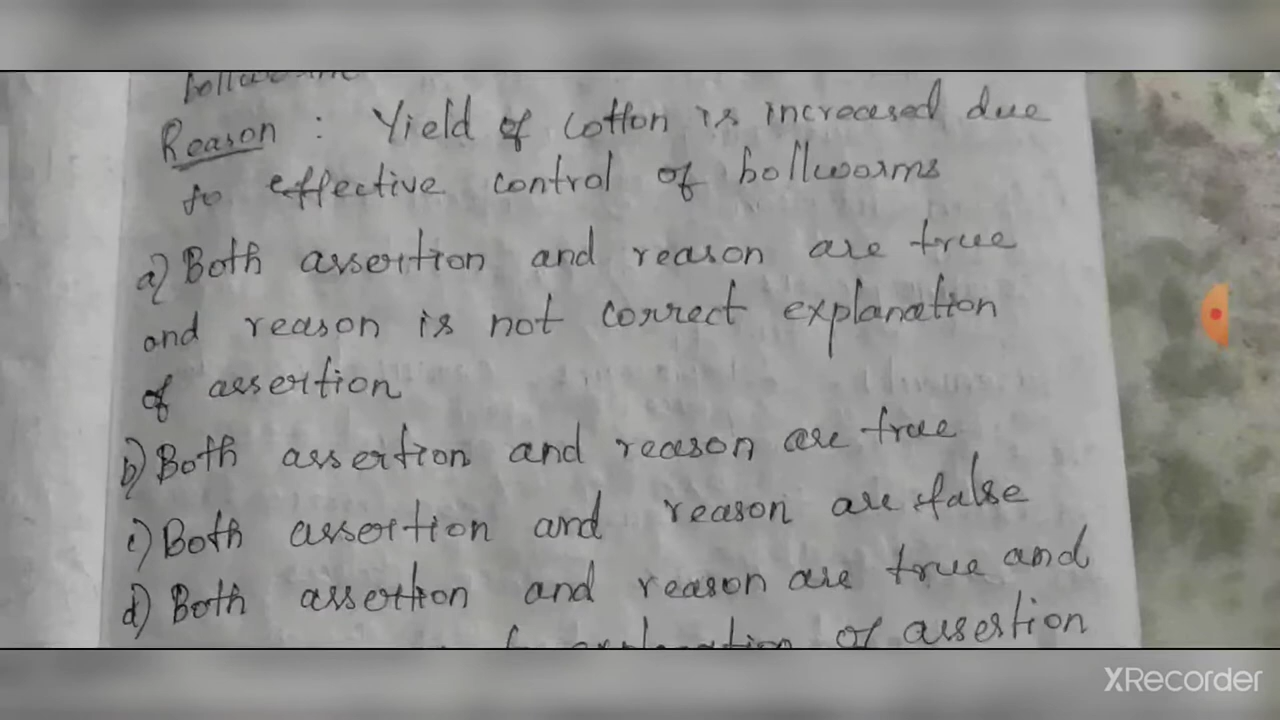 Reason : Yield of cotton is increased due
to effective control of bollworms
a) Both assertion and reason are true
and reason is not correct explanation
of assertion
b) Both assertion and reason are true
c) Both assertion and reason are false
d) Both assertion and reason are true and
explanation of assertion
XRecorder